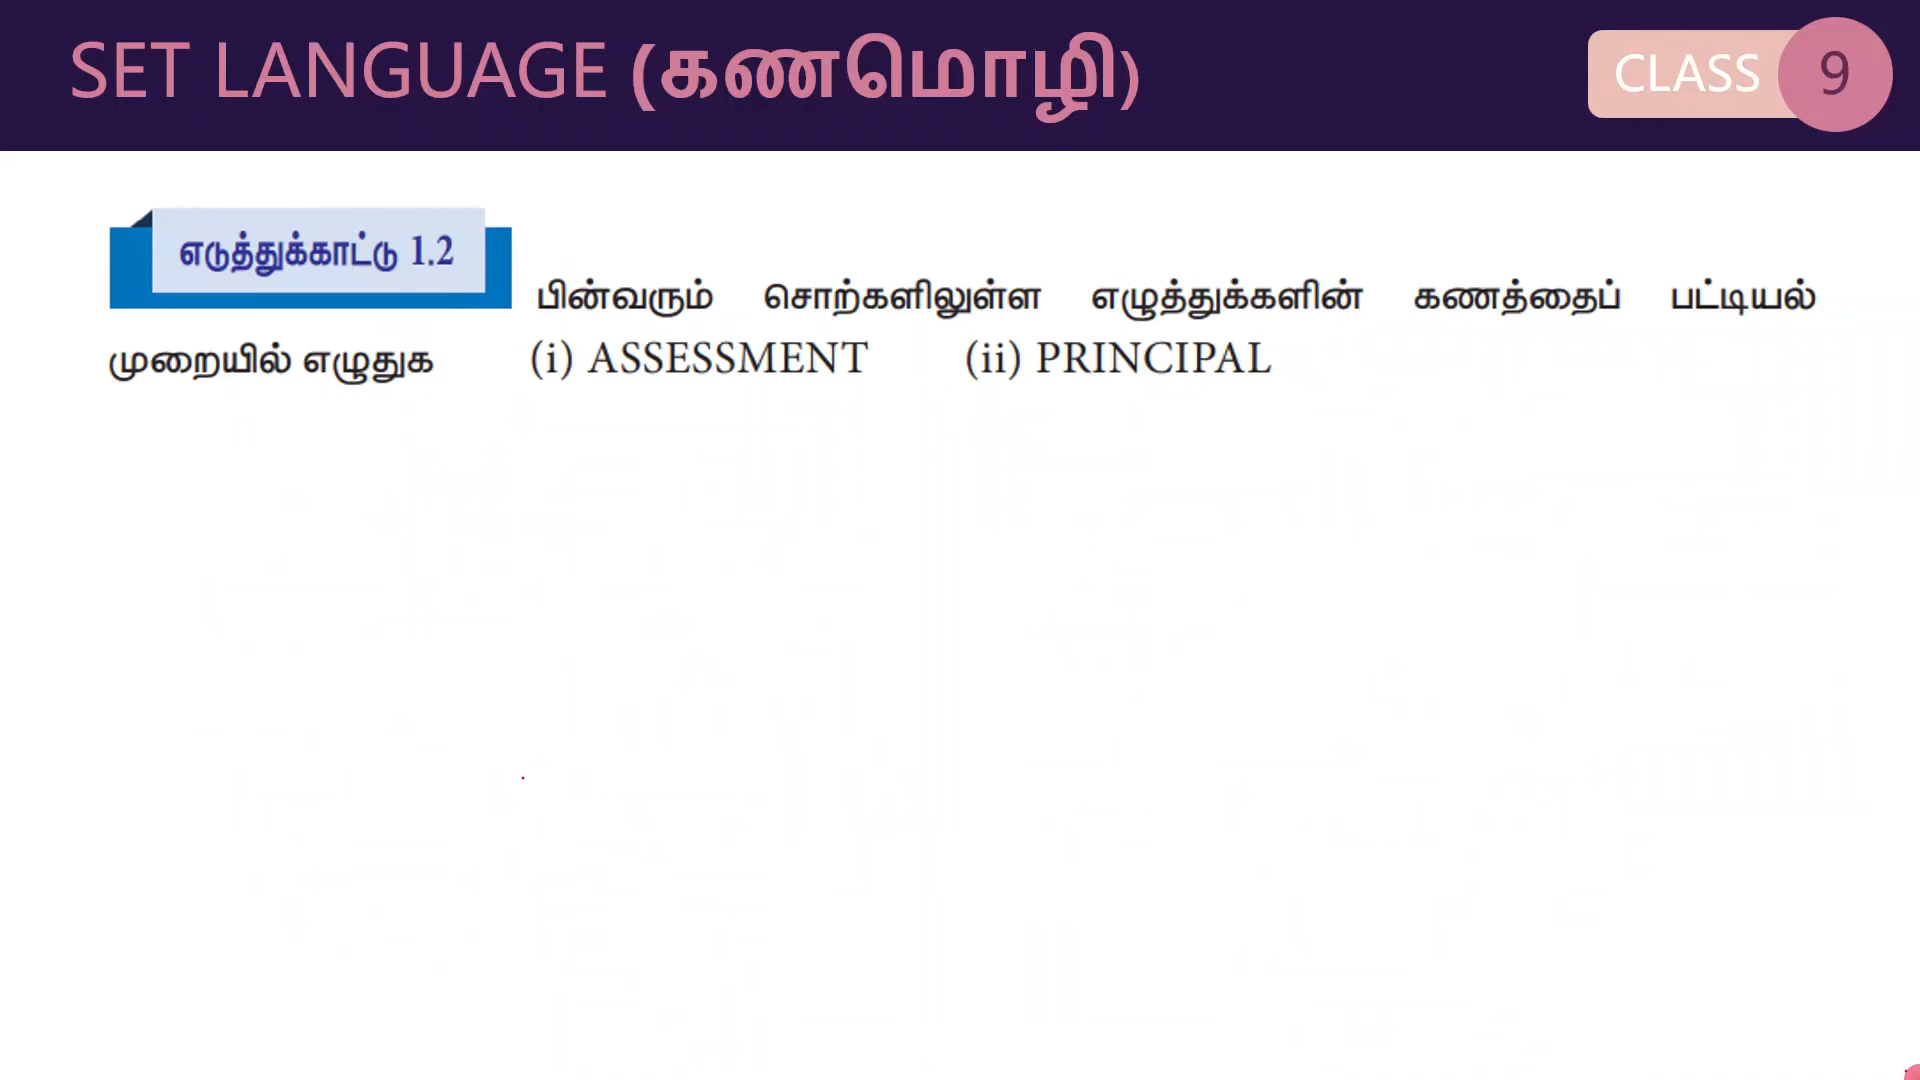 SET LANGUAGE (கணமொழி)
CLASS 9
எடுத்துக்காட்டு 1.2
பின்வரும் சொற்களிலுள்ள எழுத்துக்களின் கணத்தைப் பட்டியல்
முறையில் எழுதுக (i) ASSESSMENT (ii) PRINCIPAL